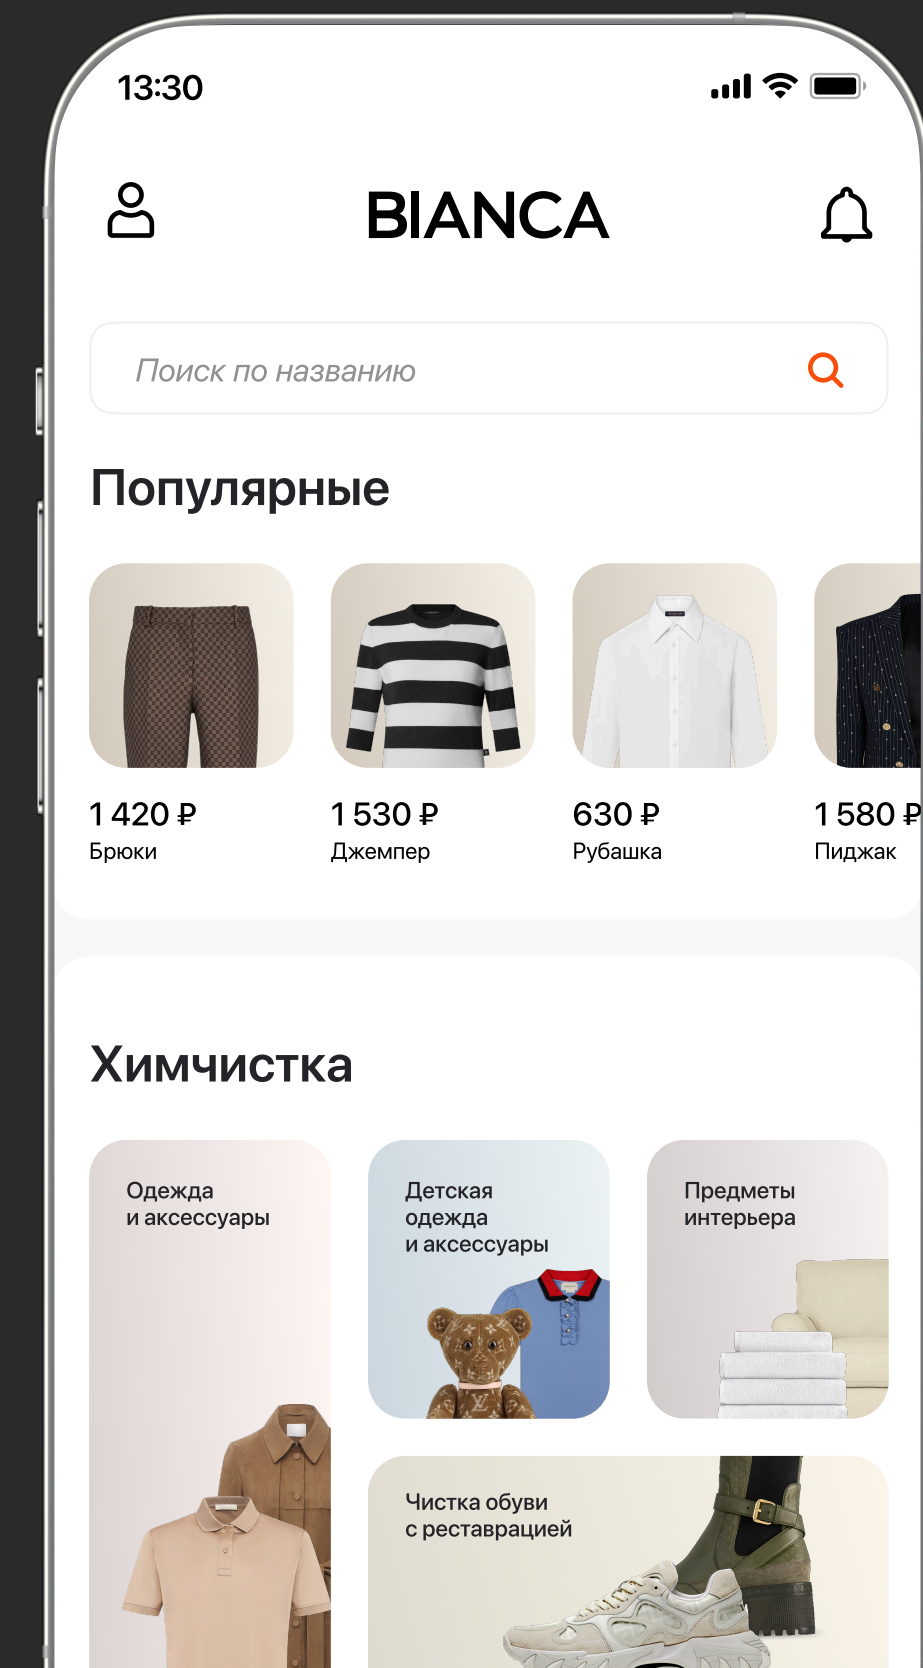 13:30
BIANCA
Поиск по названию
Популярные
1 420 ₽
Брюки
1 530 ₽
Джемпер
630 ₽
Рубашка
1 580 ₽
Пиджак
Химчистка
Одежда
и аксессуары
Детская
одежда
и аксессуары
Предметы
интерьера
Чистка обуви
с реставрацией